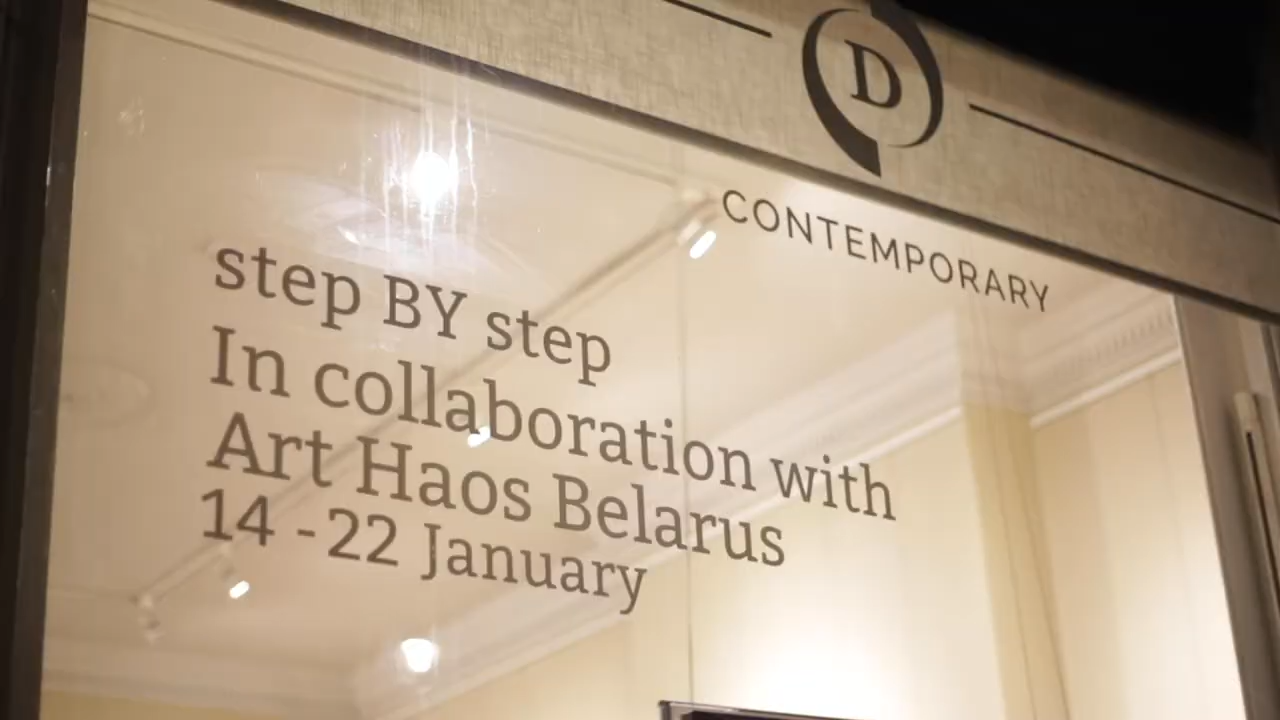 D
CONTEMPORARY
step BY step
In collaboration with
Art Haos Belarus
14 - 22 January